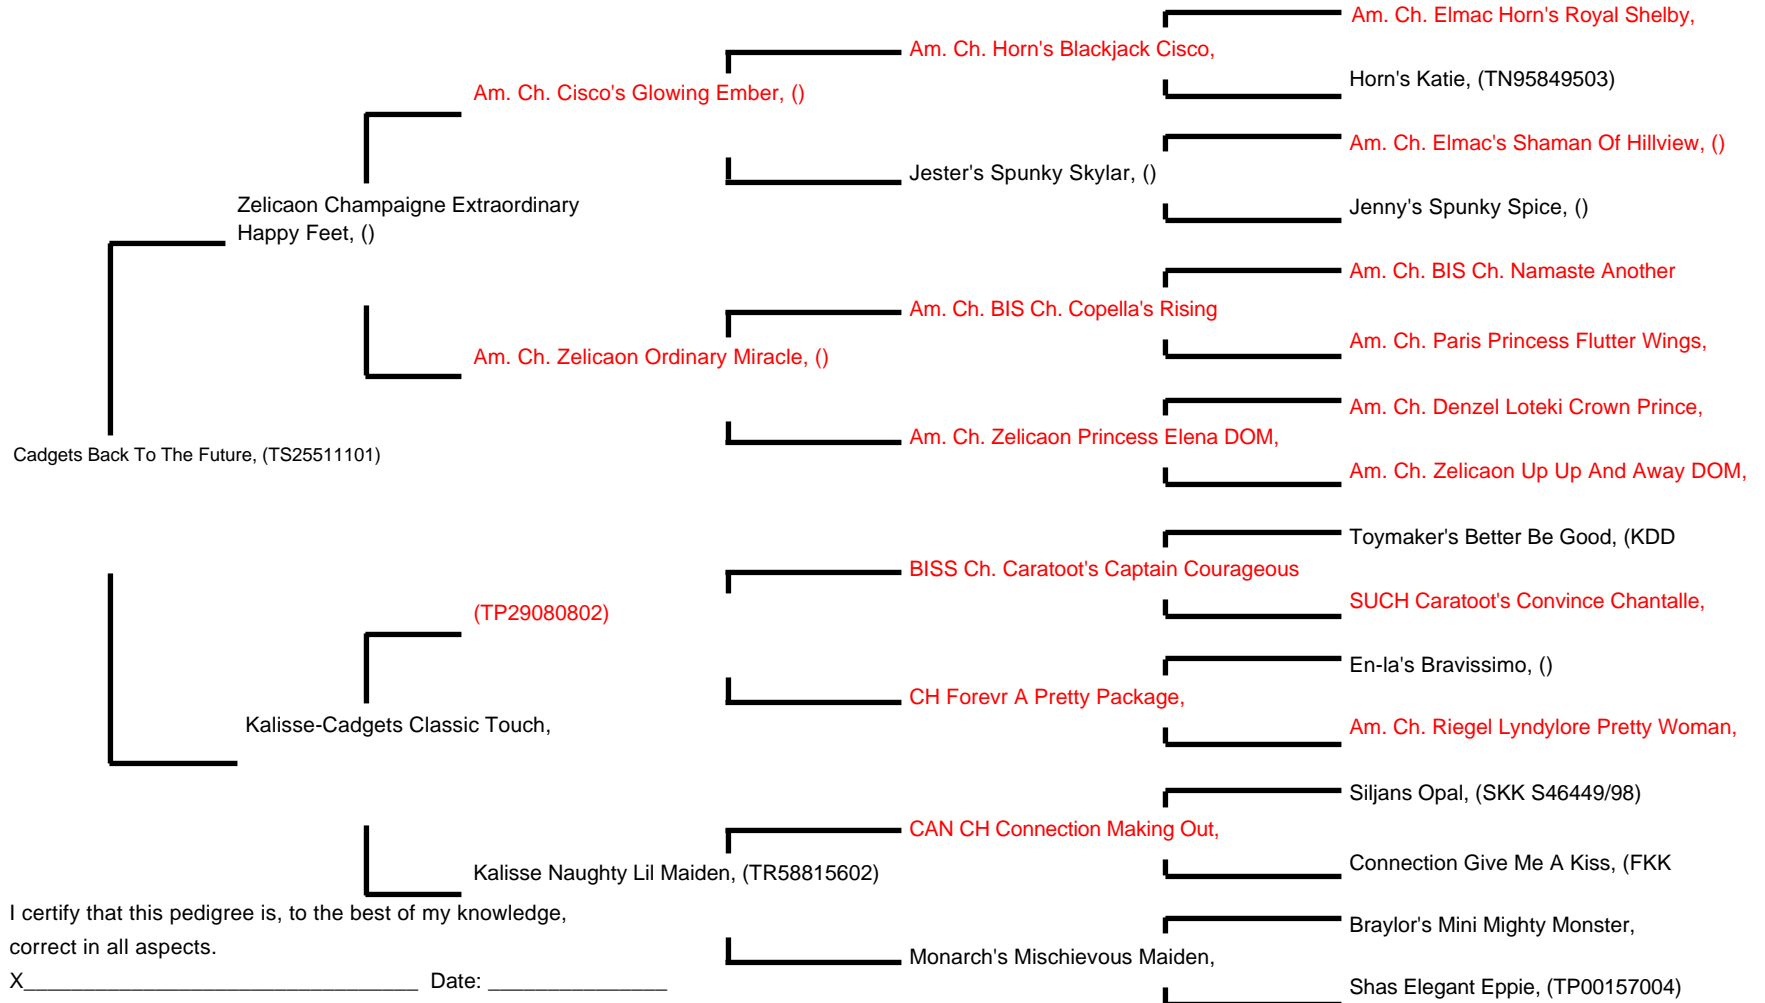 Am. Ch. Elmac Horn's Royal Shelby,
Am. Ch. Horn's Blackjack Cisco,
Horn's Katie, (TN95849503)
Am. Ch. Cisco's Glowing Ember, ()
Am. Ch. Elmac's Shaman Of Hillview, ()
Jester's Spunky Skylar, ()
Jenny's Spunky Spice, ()
Zelicaon Champaigne Extraordinary
Happy Feet, ()
Am. Ch. BIS Ch. Namaste Another
Am. Ch. BIS Ch. Copella's Rising
Am. Ch. Paris Princess Flutter Wings,
Am. Ch. Zelicaon Ordinary Miracle, ()
Am. Ch. Denzel Loteki Crown Prince,
Am. Ch. Zelicaon Princess Elena DOM,
Am. Ch. Zelicaon Up Up And Away DOM,
Cadgets Back To The Future, (TS25511101)
Toymaker's Better Be Good, (KDD
BISS Ch. Caratoot's Captain Courageous
SUCH Caratoot's Convince Chantalle,
(TP29080802)
En-la's Bravissimo, ()
CH Forevr A Pretty Package,
Am. Ch. Riegel Lyndylore Pretty Woman,
Kalisse-Cadgets Classic Touch,
Siljans Opal, (SKK S46449/98)
CAN CH Connection Making Out,
Connection Give Me A Kiss, (FKK
Kalisse Naughty Lil Maiden, (TR58815602)
Braylor's Mini Mighty Monster,
Monarch's Mischievous Maiden,
Shas Elegant Eppie, (TP00157004)
I certify that this pedigree is, to the best of my knowledge,
correct in all aspects.
X_________________________________ Date: _______________